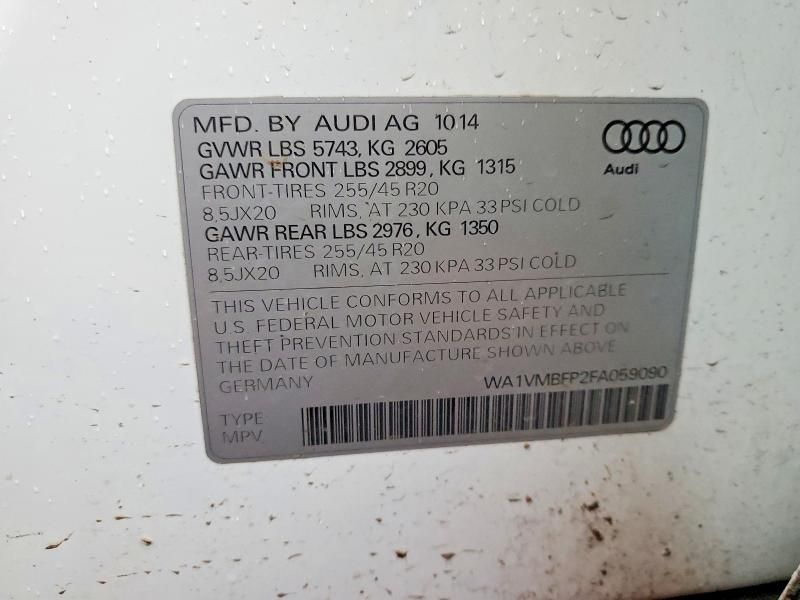 MFD. BY AUDI AG 10 14
GVWR LBS 5743, KG 2605
GAWR FRONT LBS 2899, KG 1315
FRONT-TIRES 255/45 R20
8,5JX20 RIMS, AT 230 KPA 33 PSI COLD
GAWR REAR LBS 2976, KG 1350
REAR-TIRES 255/45 R20
8,5JX20 RIMS, AT 230 KPA 33 PSI COLD
Audi
THIS VEHICLE CONFORMS TO ALL APPLICABLE
U.S. FEDERAL MOTOR VEHICLE SAFETY AND
THEFT PREVENTION STANDARDS IN EFFECT ON
THE DATE OF MANUFACTURE SHOWN ABOVE
GERMANY WA1VMBFP2FA059090
TYPE
MPV